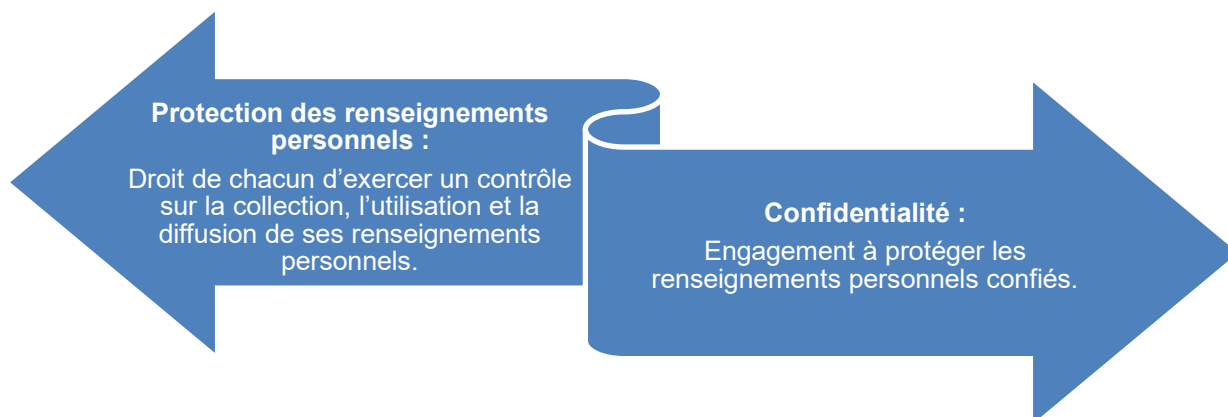 Protection des renseignements
personnels :
Droit de chacun d’exercer un contrôle
sur la collection, l’utilisation et la
diffusion de ses renseignements
personnels.
Confidentialité :
Engagement à protéger les
renseignements personnels confiés.